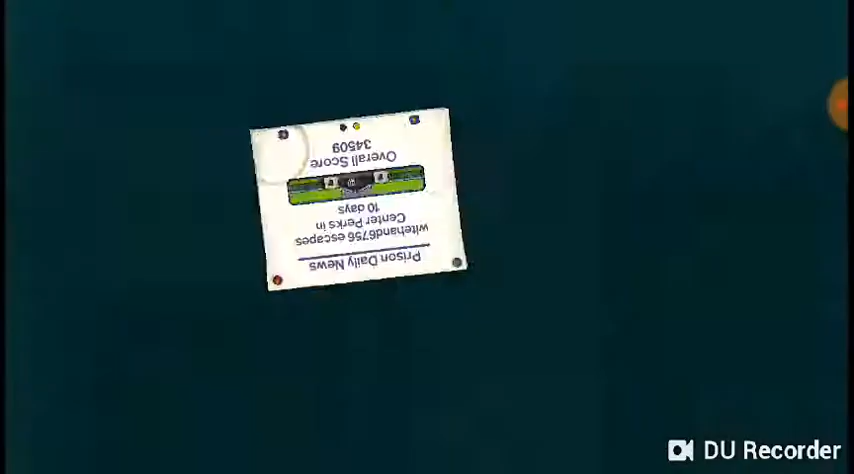 Prison Daily News
witehand6756 escapes
Center Perks in
10 days
Overall Score
34509
DU Recorder